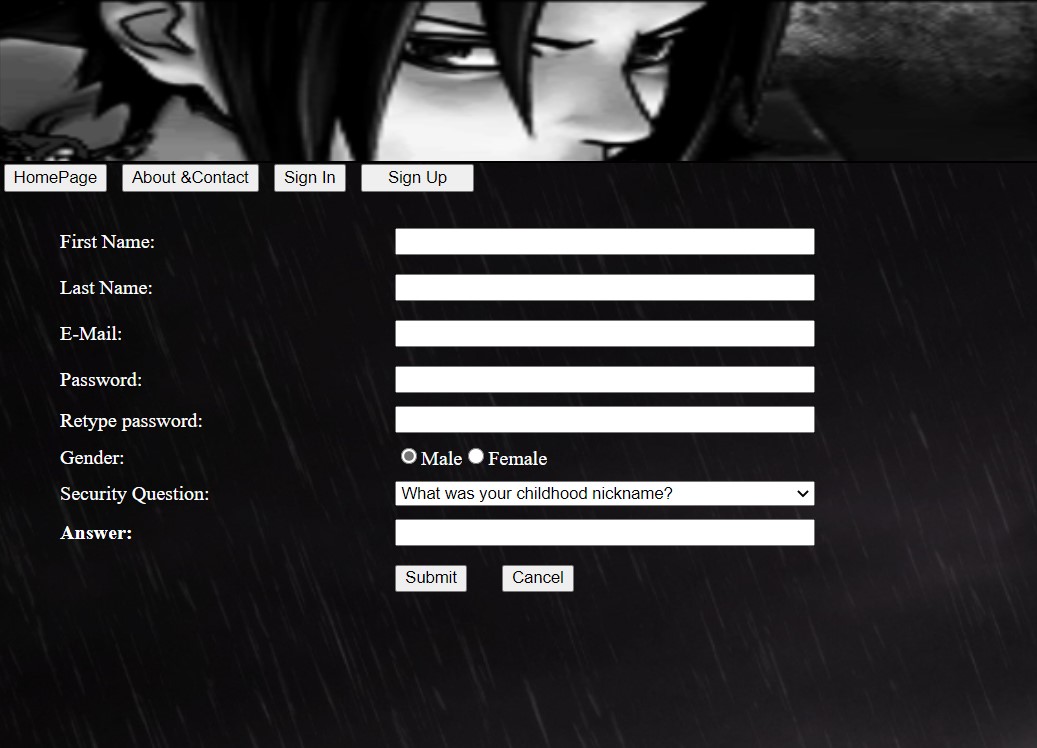 HomePage About &Contact Sign In Sign Up
First Name:
Last Name:
E-Mail:
Password:
Retype password:
Gender: Male Female
Security Question: What was your childhood nickname?
Answer:
Submit Cancel